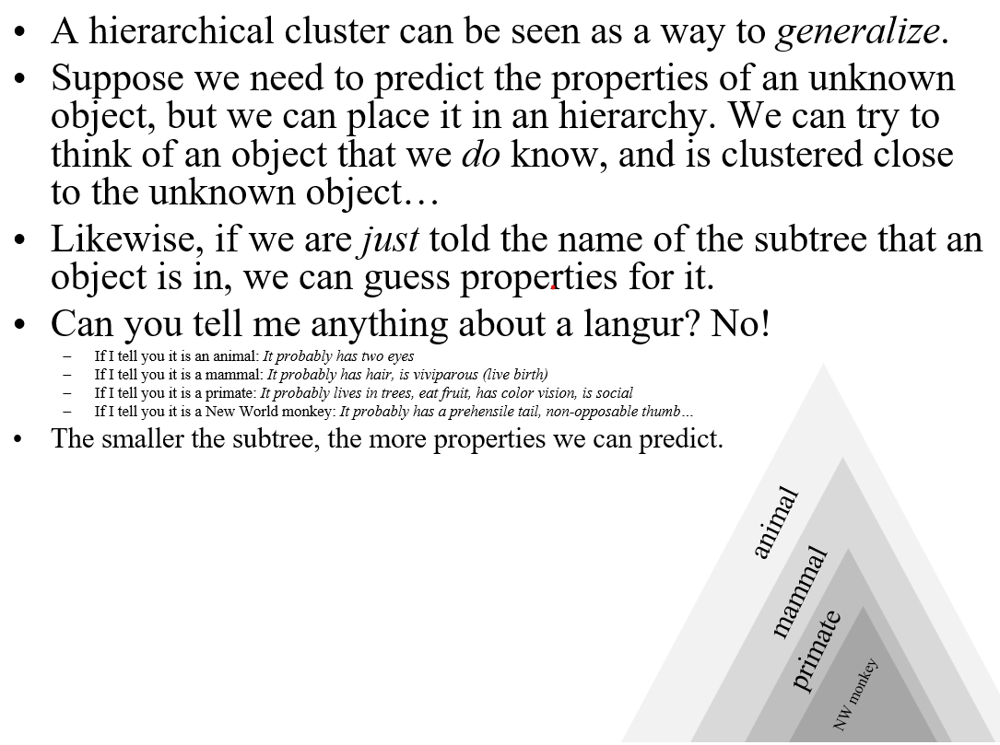 • A hierarchical cluster can be seen as a way to generalize.
• Suppose we need to predict the properties of an unknown
object, but we can place it in an hierarchy. We can try to
think of an object that we do know, and is clustered close
to the unknown object…
• Likewise, if we are just told the name of the subtree that an
object is in, we can guess properties for it.
• Can you tell me anything about a langur? No!
– If I tell you it is an animal: It probably has two eyes
– If I tell you it is a mammal: It probably has hair, is viviparous (live birth)
– If I tell you it is a primate: It probably lives in trees, eat fruit, has color vision, is social
– If I tell you it is a New World monkey: It probably has a prehensile tail, non-opposable thumb…
• The smaller the subtree, the more properties we can predict.
animal
mammal
primate
NW monkey